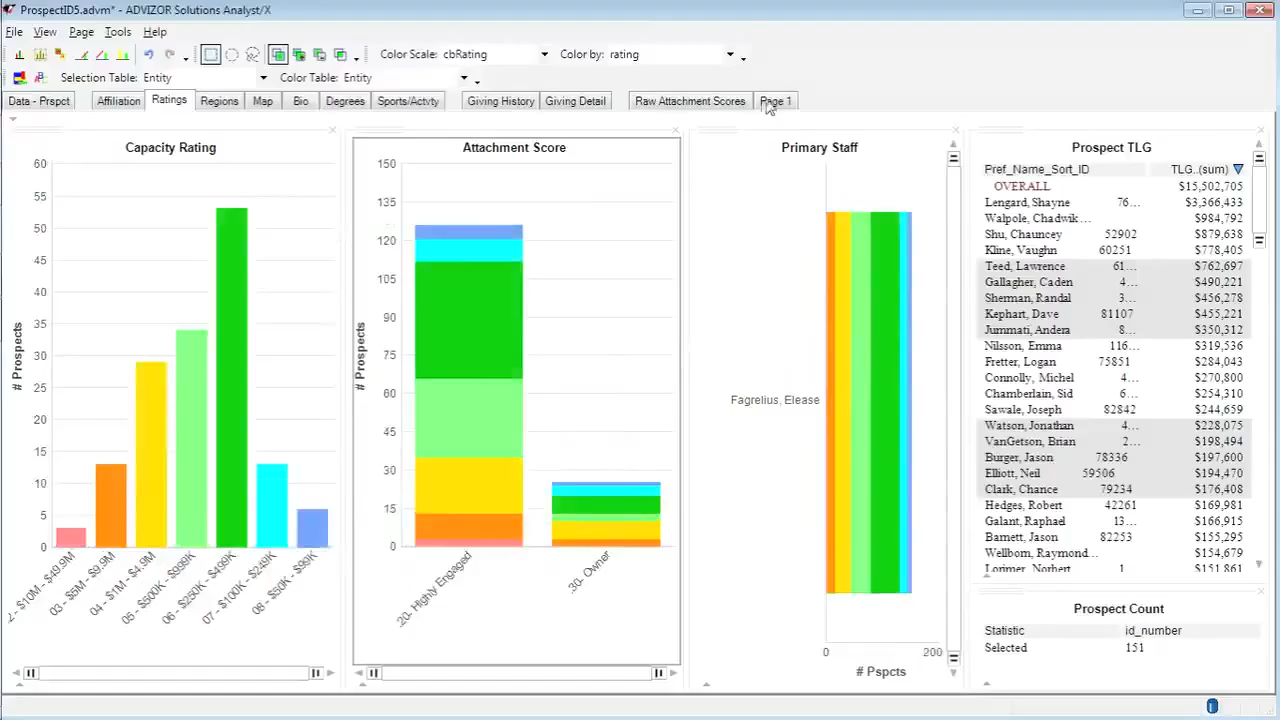 ProspectID5.advm* - ADVIZOR Solutions Analyst/X
File View Page Tools Help
Color Scale: cbRating Color by: rating
Selection Table: Entity Color Table: Entity
Data - Prspct Affiliation Ratings Regions Map Bio Degrees Sports/Actvty Giving History Giving Detail Raw Attachment Scores Page 1
Capacity Rating
60
55
50
45
40
35
30
25
20
15
10
5
0
# Prospects
2- $10M - $49.9M
03 - $5M - $9.9M
04 - $1M - $4.9M
05 - $500K - $999K
06 - $250K - $499K
07 - $100K - $249K
08 - $50K - $99K
Attachment Score
150
135
120
105
90
75
60
45
30
15
0
# Prospects
.20- Highly Engaged
.30- Owner
Primary Staff
Fagrelius, Elease
0 200
# Pspcts
Prospect TLG
Pref_Name_Sort_ID TLG..(sum)
OVERALL $15,502,705
Lengard, Shayne 76... $3,366,433
Walpole, Chadwik... $984,792
Shu, Chauncey 52902 $879,638
Kline, Vaughn 60251 $778,405
Teed, Lawrence 61... $762,697
Gallagher, Caden 4... $490,221
Sherman, Randal 3... $456,278
Kephart, Dave 81107 $455,221
Jummati, Andera 8... $350,312
Nilsson, Emma 116... $319,536
Fretter, Logan 75851 $284,043
Connolly, Michel 4... $270,800
Chamberlain, Sid 6... $254,310
Sawale, Joseph 82842 $244,659
Watson, Jonathan 4... $228,075
VanGetson, Brian 2... $198,494
Burger, Jason 78336 $197,600
Elliott, Neil 59506 $194,470
Clark, Chance 79234 $176,408
Hedges, Robert 42261 $169,981
Galant, Raphael 13... $166,915
Barnett, Jason 82253 $155,295
Wellborn, Raymond... $154,679
Lorimer, Norbert 1 $151,861
Prospect Count
Statistic id_number
Selected 151